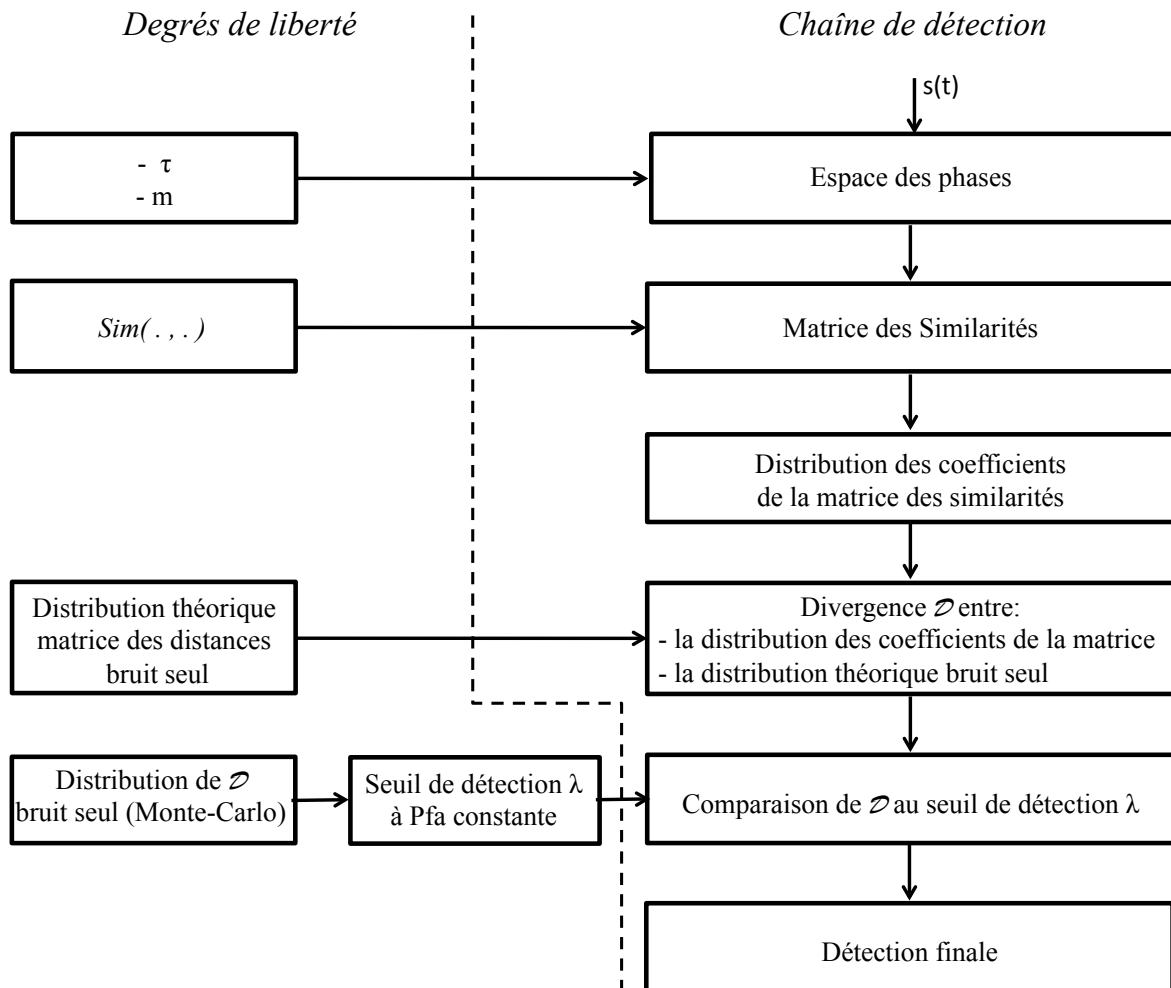 Degrés de liberté
Chaîne de détection
s(t)
- τ
- m
Espace des phases
Sim( . , . )
Matrice des Similarités
Distribution des coefficients
de la matrice des similarités
Distribution théorique
matrice des distances
bruit seul
Divergence 𝒟 entre:
- la distribution des coefficients de la matrice
- la distribution théorique bruit seul
Distribution de 𝒟
bruit seul (Monte-Carlo)
Seuil de détection λ
à Pfa constante
Comparaison de 𝒟 au seuil de détection λ
Détection finale